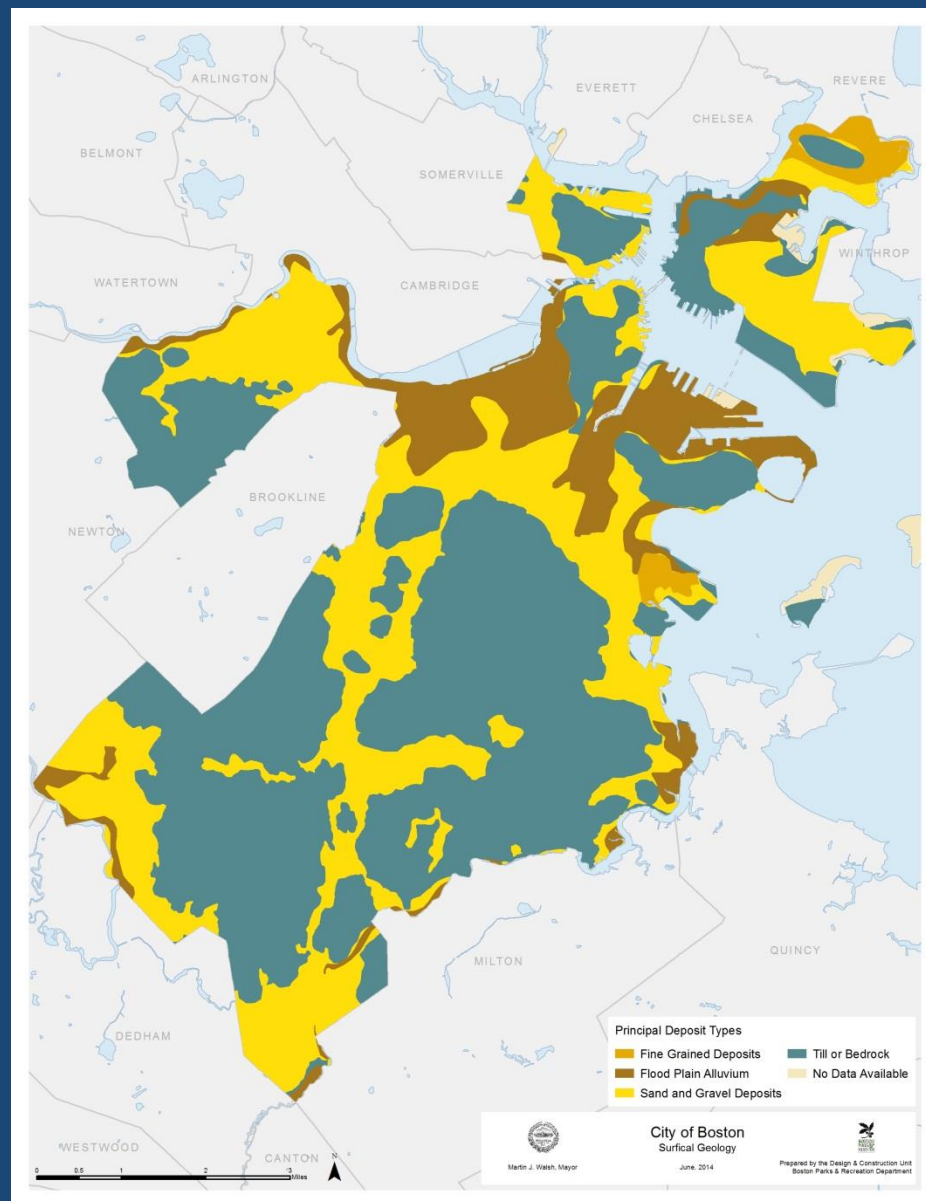 ARLINGTON
EVERETT
REVERE
CHELSEA
BELMONT
SOMERVILLE
WINTHROP
WATERTOWN
CAMBRIDGE
BROOKLINE
NEWTON
QUINCY
MILTON
DEDHAM
WESTWOOD
CANTON
Principal Deposit Types
Fine Grained Deposits
Flood Plain Alluvium
Sand and Gravel Deposits
Till or Bedrock
No Data Available
0 0.5 1 2 3
Miles
N
Martin J. Walsh, Mayor
City of Boston
Surfical Geology
June, 2014
Prepared by the Design & Construction Unit
Boston Parks & Recreation Department